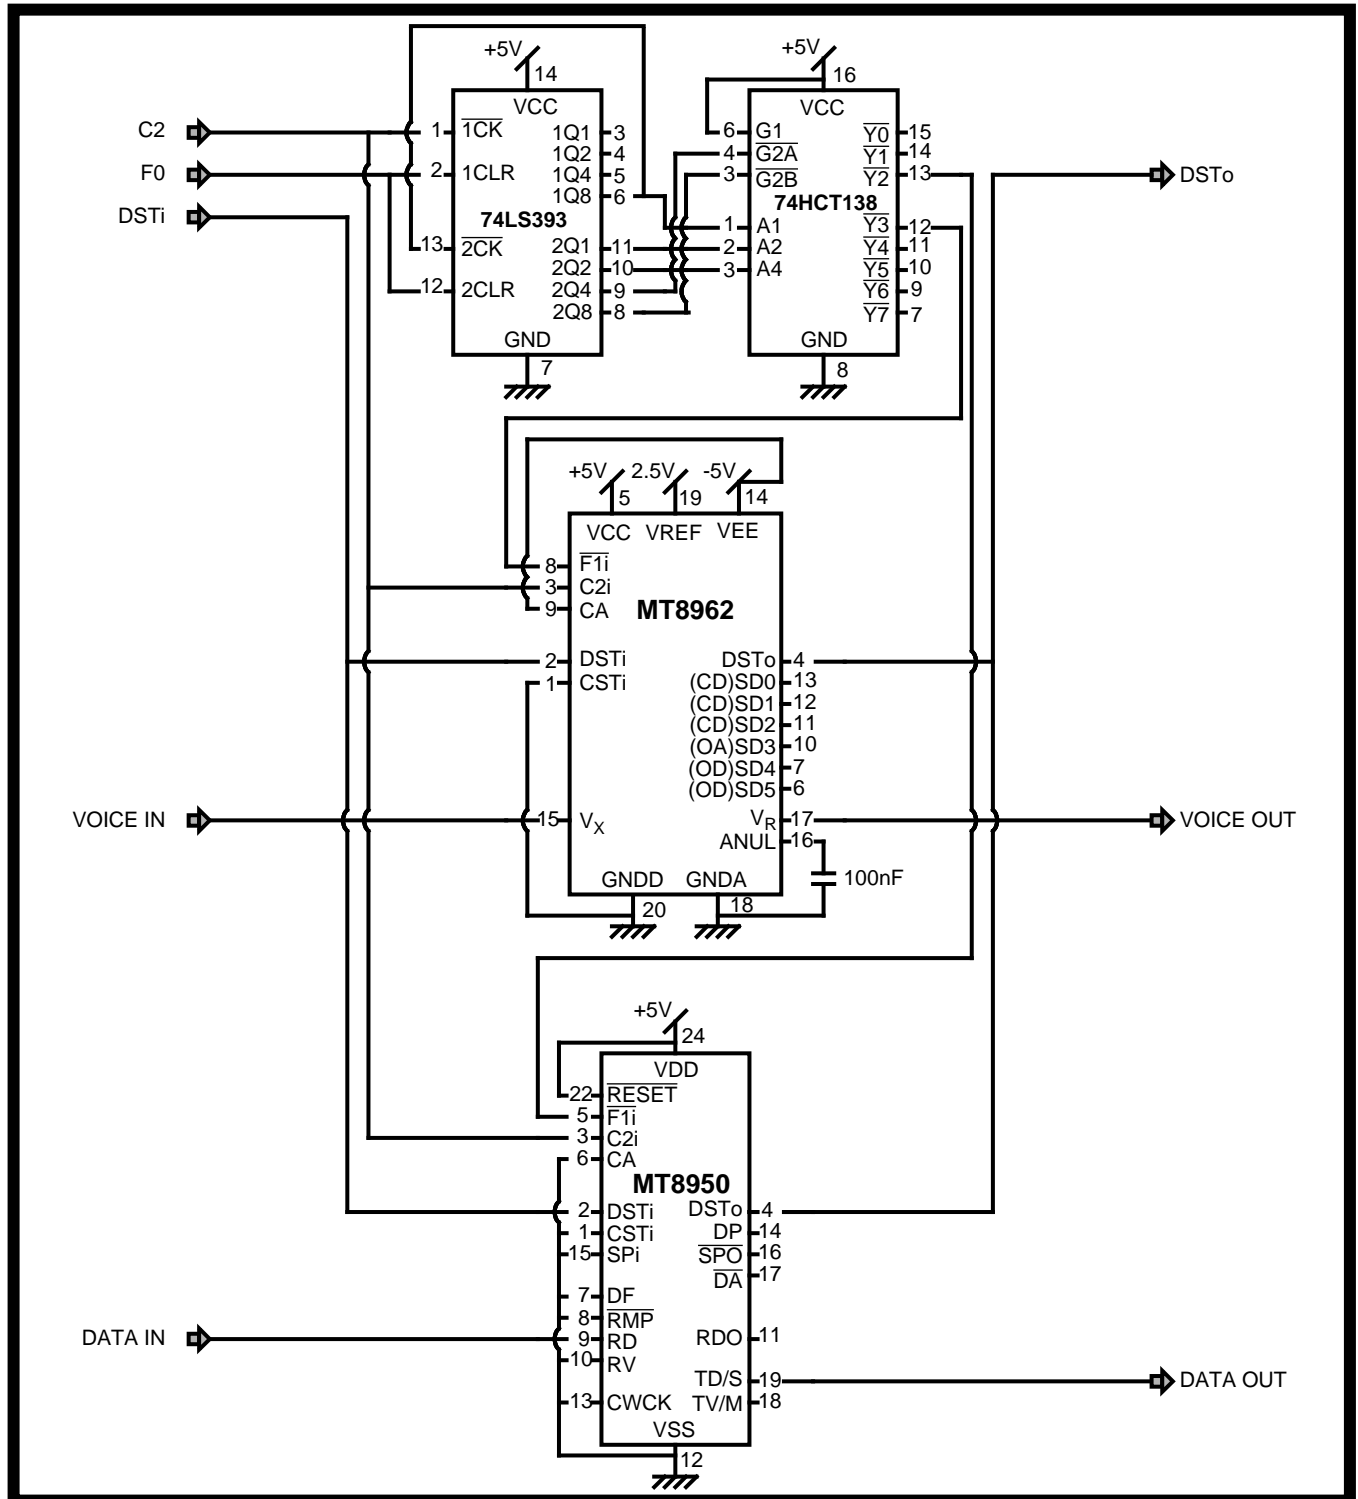 +5V
14
VCC
C2
1
1CK
1Q1
3
1Q2
4
F0
2
1CLR
1Q4
5
1Q8
6
DSTi
74LS393
13
2CK
2Q1
11
2Q2
10
12
2CLR
2Q4
9
2Q8
8
GND
7
+5V
16
VCC
6
G1
Y0
15
4
G2A
Y1
14
3
G2B
Y2
13
DSTo
74HCT138
1
A1
Y3
12
2
A2
Y4
11
3
A4
Y5
10
Y6
9
Y7
7
GND
8
+5V
2.5V
-5V
5
19
14
VCC
VREF
VEE
8
F1i
3
C2i
9
CA
MT8962
2
DSTi
DSTo
4
1
CSTi
(CD)SD0
13
(CD)SD1
12
(CD)SD2
11
(OA)SD3
10
(OD)SD4
7
(OD)SD5
6
VOICE IN
15
VX
VR
17
VOICE OUT
ANUL
16
100nF
GNDD
GNDA
20
18
+5V
24
VDD
22
RESET
5
F1i
3
C2i
6
CA
MT8950
2
DSTi
DSTo
4
1
CSTi
DP
14
15
SPi
SPO
16
DA
17
7
DF
8
RMP
DATA IN
9
RD
RDO
11
10
RV
TD/S
19
DATA OUT
13
CWCK
TV/M
18
VSS
12